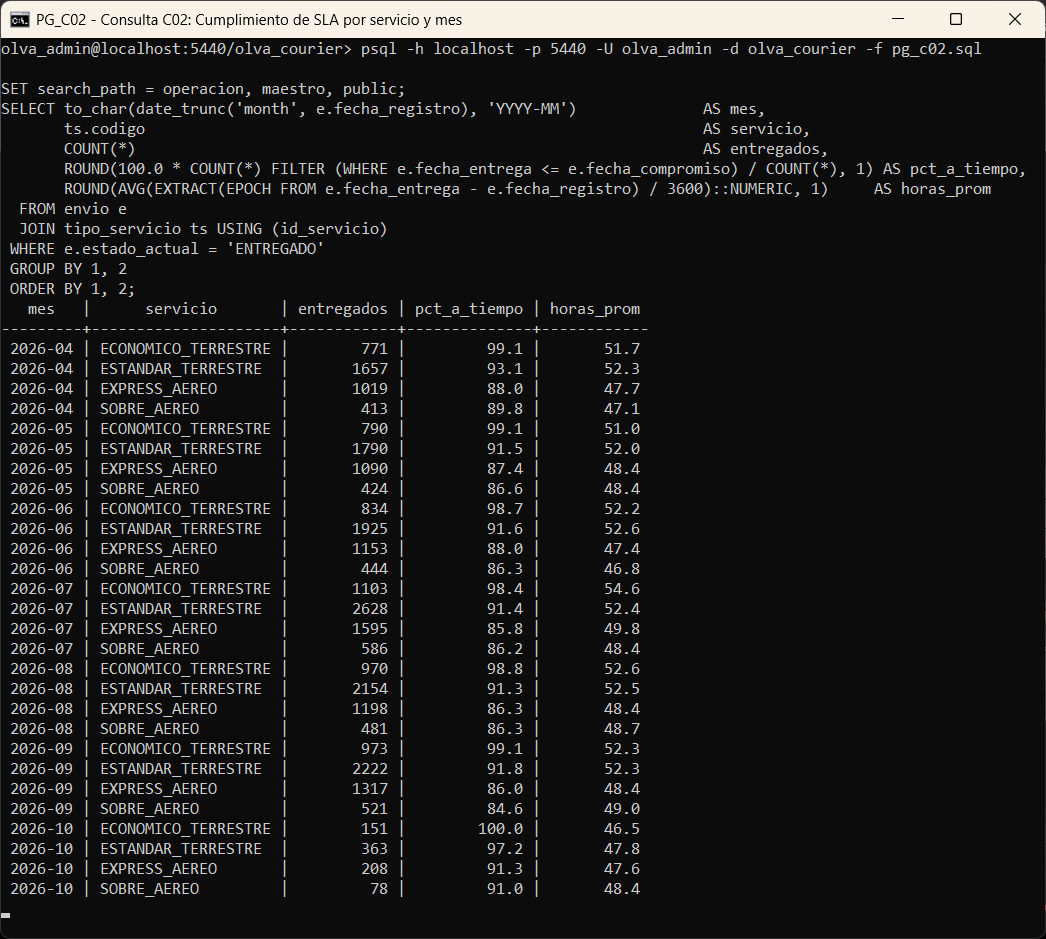 PG_C02 - Consulta C02: Cumplimiento de SLA por servicio y mes
olva_admin@localhost:5440/olva_courier> psql -h localhost -p 5440 -U olva_admin -d olva_courier -f pg_c02.sql
SET search_path = operacion, maestro, public;
SELECT to_char(date_trunc('month', e.fecha_registro), 'YYYY-MM')              AS mes,
       ts.codigo                                                              AS servicio,
       COUNT(*)                                                               AS entregados,
       ROUND(100.0 * COUNT(*) FILTER (WHERE e.fecha_entrega <= e.fecha_compromiso) / COUNT(*), 1) AS pct_a_tiempo,
       ROUND(AVG(EXTRACT(EPOCH FROM e.fecha_entrega - e.fecha_registro) / 3600)::NUMERIC, 1)     AS horas_prom
  FROM envio e
  JOIN tipo_servicio ts USING (id_servicio)
 WHERE e.estado_actual = 'ENTREGADO'
 GROUP BY 1, 2
 ORDER BY 1, 2;
   mes   |      servicio       | entregados | pct_a_tiempo | horas_prom
---------+---------------------+------------+--------------+------------
 2026-04 | ECONOMICO_TERRESTRE |        771 |         99.1 |       51.7
 2026-04 | ESTANDAR_TERRESTRE  |       1657 |         93.1 |       52.3
 2026-04 | EXPRESS_AEREO       |       1019 |         88.0 |       47.7
 2026-04 | SOBRE_AEREO         |        413 |         89.8 |       47.1
 2026-05 | ECONOMICO_TERRESTRE |        790 |         99.1 |       51.0
 2026-05 | ESTANDAR_TERRESTRE  |       1790 |         91.5 |       52.0
 2026-05 | EXPRESS_AEREO       |       1090 |         87.4 |       48.4
 2026-05 | SOBRE_AEREO         |        424 |         86.6 |       48.4
 2026-06 | ECONOMICO_TERRESTRE |        834 |         98.7 |       52.2
 2026-06 | ESTANDAR_TERRESTRE  |       1925 |         91.6 |       52.6
 2026-06 | EXPRESS_AEREO       |       1153 |         88.0 |       47.4
 2026-06 | SOBRE_AEREO         |        444 |         86.3 |       46.8
 2026-07 | ECONOMICO_TERRESTRE |       1103 |         98.4 |       54.6
 2026-07 | ESTANDAR_TERRESTRE  |       2628 |         91.4 |       52.4
 2026-07 | EXPRESS_AEREO       |       1595 |         85.8 |       49.8
 2026-07 | SOBRE_AEREO         |        586 |         86.2 |       48.4
 2026-08 | ECONOMICO_TERRESTRE |        970 |         98.8 |       52.6
 2026-08 | ESTANDAR_TERRESTRE  |       2154 |         91.3 |       52.5
 2026-08 | EXPRESS_AEREO       |       1198 |         86.3 |       48.4
 2026-08 | SOBRE_AEREO         |        481 |         86.3 |       48.7
 2026-09 | ECONOMICO_TERRESTRE |        973 |         99.1 |       52.3
 2026-09 | ESTANDAR_TERRESTRE  |       2222 |         91.8 |       52.3
 2026-09 | EXPRESS_AEREO       |       1317 |         86.0 |       48.4
 2026-09 | SOBRE_AEREO         |        521 |         84.6 |       49.0
 2026-10 | ECONOMICO_TERRESTRE |        151 |        100.0 |       46.5
 2026-10 | ESTANDAR_TERRESTRE  |        363 |         97.2 |       47.8
 2026-10 | EXPRESS_AEREO       |        208 |         91.3 |       47.6
 2026-10 | SOBRE_AEREO         |         78 |         91.0 |       48.4